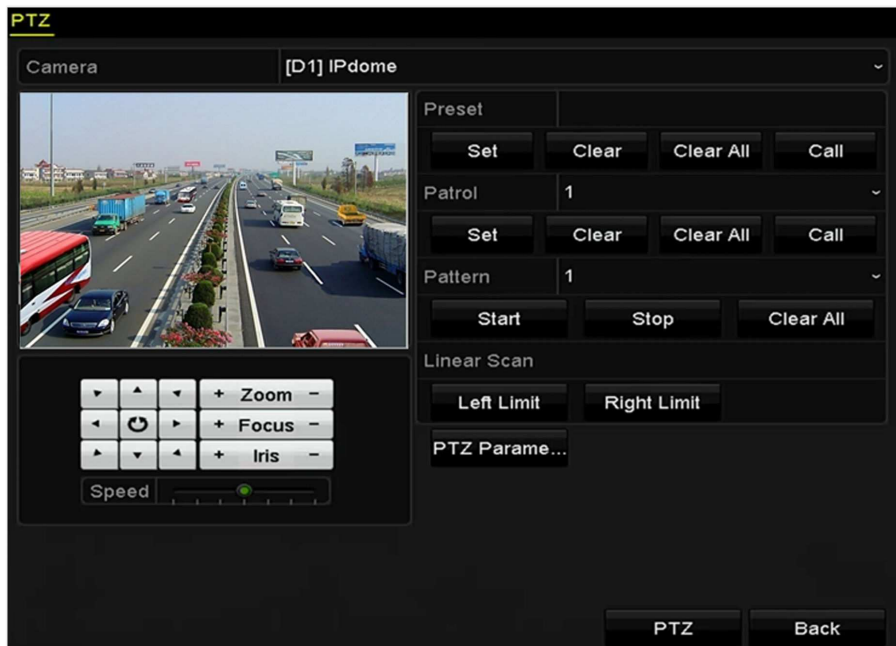 PTZ
Camera [D1] IPdome
Preset
Set Clear Clear All Call
Patrol 1
Set Clear Clear All Call
Pattern 1
Start Stop Clear All
Linear Scan
Left Limit Right Limit
PTZ Parame...
+ Zoom -
+ Focus -
+ Iris -
Speed
PTZ Back